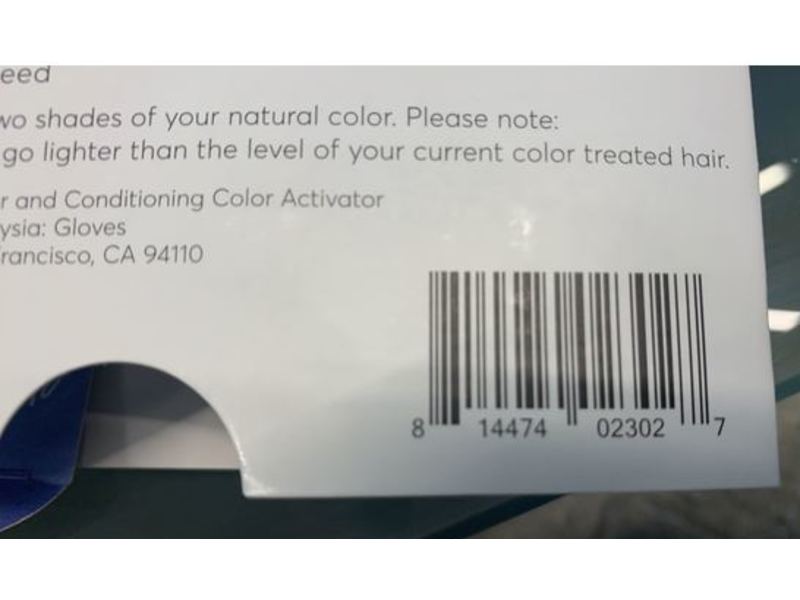 eed
wo shades of your natural color. Please note:
go lighter than the level of your current color treated hair.
r and Conditioning Color Activator
ysia: Gloves
rancisco, CA 94110
8 14474 02302 7